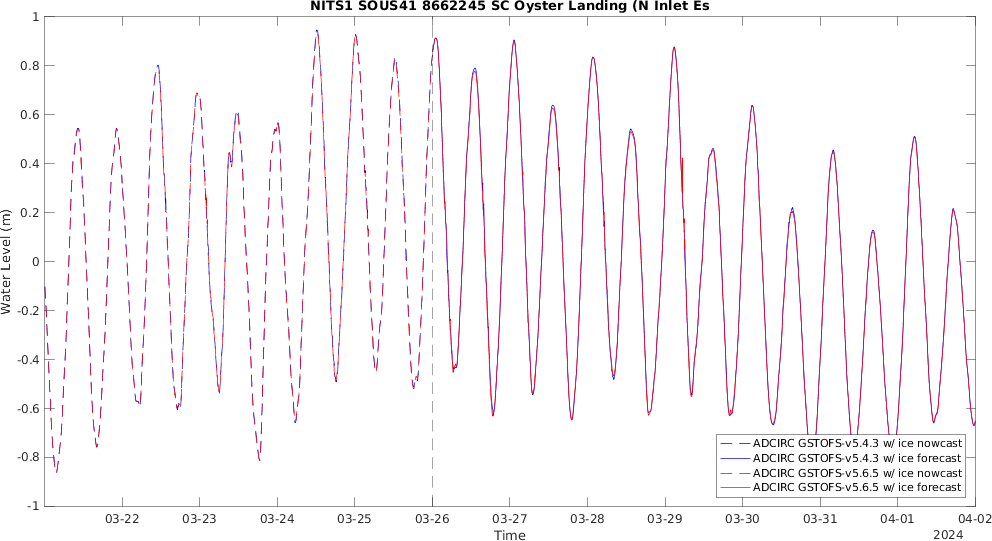 NITS1 SOUS41 8662245 SC Oyster Landing (N Inlet Es
1
0.8
0.6
0.4
0.2
0
-0.2
-0.4
-0.6
-0.8
-1
Water Level (m)
ADCIRC GSTOFS-v5.4.3 w/ ice nowcast
ADCIRC GSTOFS-v5.4.3 w/ ice forecast
ADCIRC GSTOFS-v5.6.5 w/ ice nowcast
ADCIRC GSTOFS-v5.6.5 w/ ice forecast
03-22 03-23 03-24 03-25 03-26 03-27 03-28 03-29 03-30 03-31 04-01 04-02
Time
2024